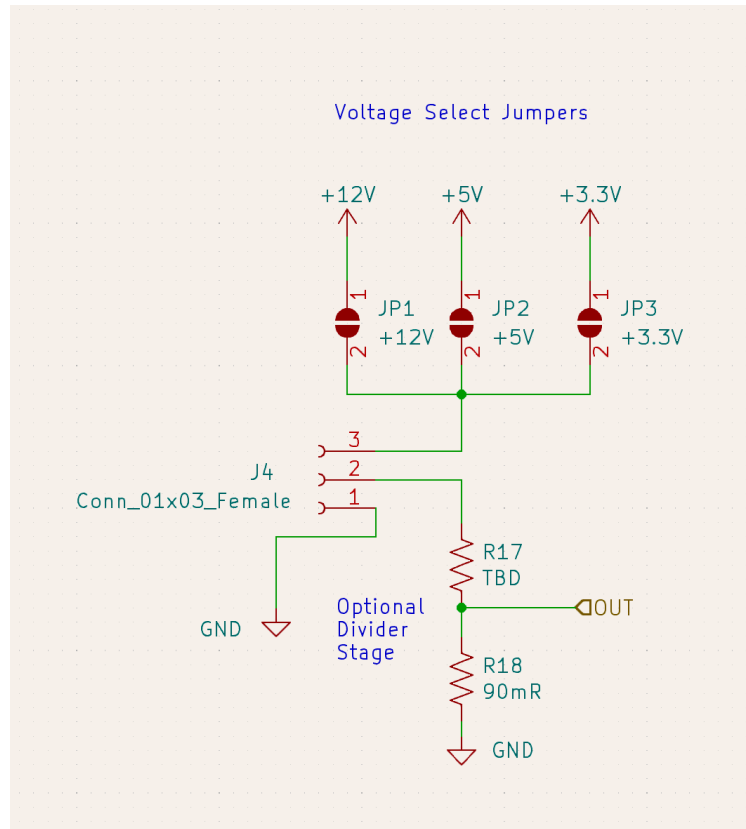 Voltage Select Jumpers
+12V
+5V
+3.3V
1
1
1
JP1
+12V
JP2
+5V
JP3
+3.3V
2
2
2
3
J4
2
Conn_01x03_Female
1
R17
TBD
Optional
Divider
Stage
OUT
GND
R18
90mR
GND